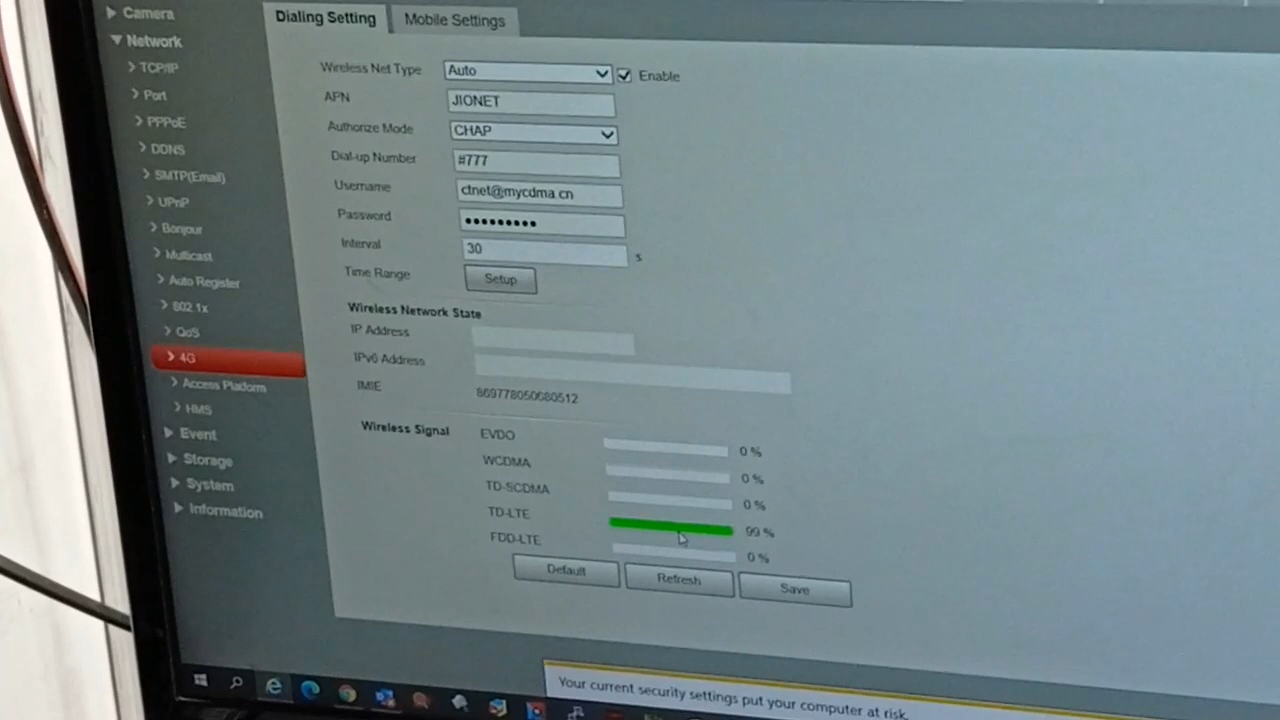 Camera
Network
TCP/IP
Port
PPPoE
DDNS
SMTP(Email)
UPnP
Bonjour
Multicast
Auto Register
802.1x
QoS
4G
Access Platform
HMS
Event
Storage
System
Information
Dialing Setting Mobile Settings
Wireless Net Type Auto Enable
APN JIONET
Authorize Mode CHAP
Dial-up Number #777
Username ctnet@mycdma.cn
Password •••••••••
Interval 30 s
Time Range Setup
Wireless Network State
IP Address
IPv6 Address
IMIE 869778050680512
Wireless Signal EVDO 0 %
WCDMA 0 %
TD-SCDMA 0 %
TD-LTE 99 %
FDD-LTE 0 %
Default Refresh Save
Your current security settings put your computer at risk.